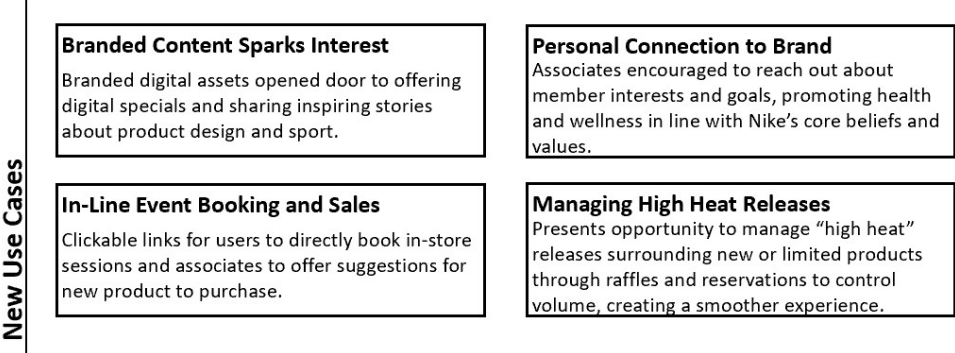 New Use Cases
Branded Content Sparks Interest
Branded digital assets opened door to offering
digital specials and sharing inspiring stories
about product design and sport.
Personal Connection to Brand
Associates encouraged to reach out about
member interests and goals, promoting health
and wellness in line with Nike’s core beliefs and
values.
In-Line Event Booking and Sales
Clickable links for users to directly book in-store
sessions and associates to offer suggestions for
new product to purchase.
Managing High Heat Releases
Presents opportunity to manage “high heat”
releases surrounding new or limited products
through raffles and reservations to control
volume, creating a smoother experience.